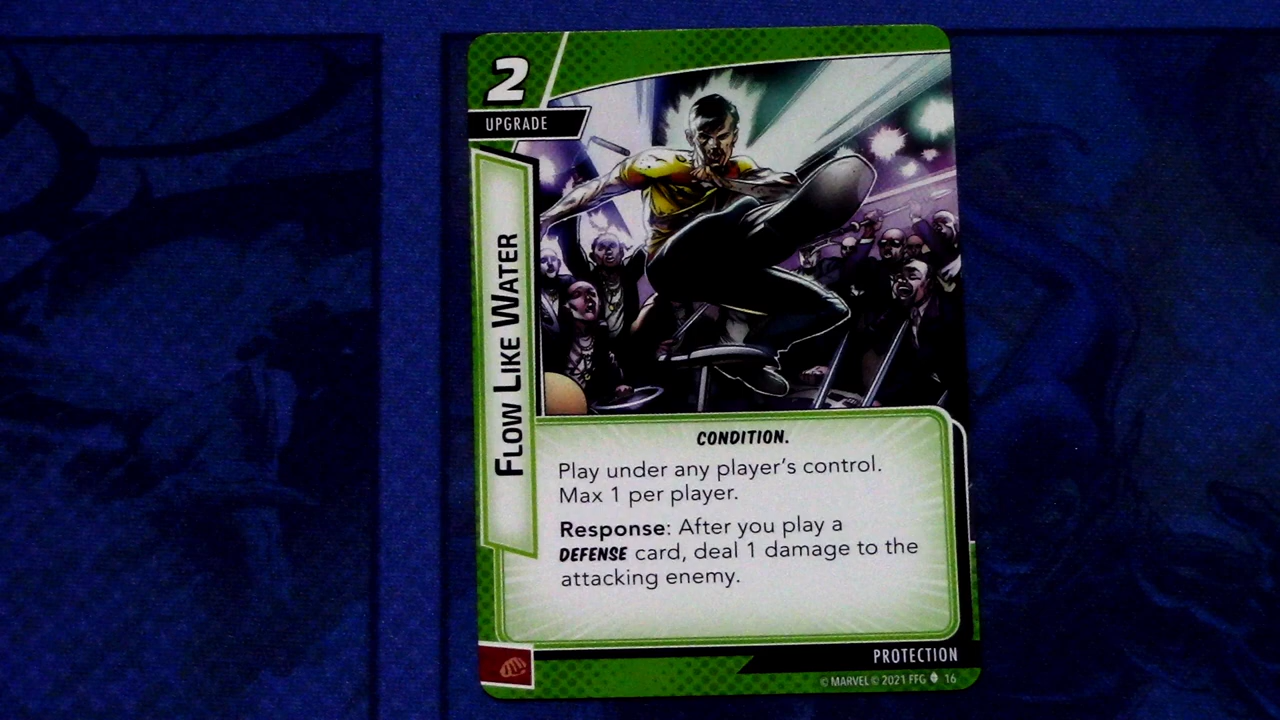 2
UPGRADE
FLOW LIKE WATER
CONDITION.
Play under any player's control.
Max 1 per player.
Response: After you play a
DEFENSE card, deal 1 damage to the
attacking enemy.
PROTECTION
© MARVEL © 2021 FFG 16